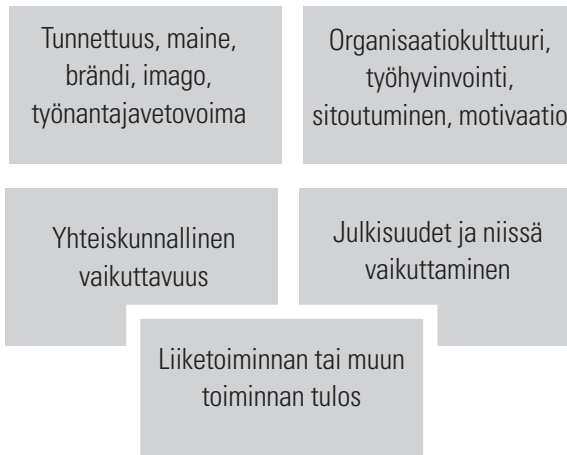 Tunnettuus, maine,
brändi, imago,
työnantajavetovoima
Organisaatiokulttuuri,
työhyvinvointi,
sitoutuminen, motivaatio
Yhteiskunnallinen
vaikuttavuus
Julkisuudet ja niissä
vaikuttaminen
Liiketoiminnan tai muun
toiminnan tulos